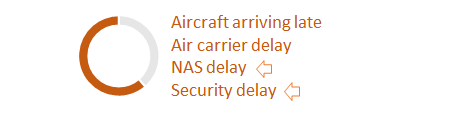 Aircraft arriving late
Air carrier delay
NAS delay
Security delay